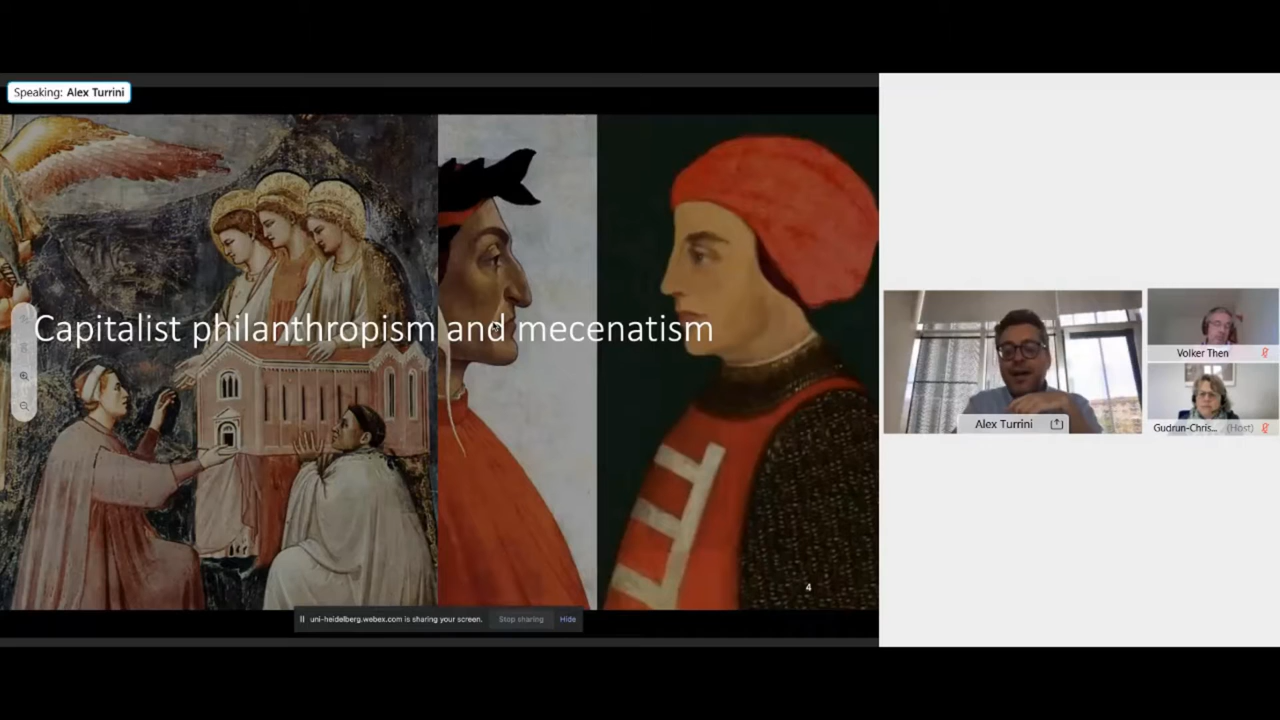 Speaking: Alex Turrini
Capitalist philanthropism and mecenatism
4
uni-heidelberg.webex.com is sharing your screen. Stop sharing Hide
Alex Turrini
Volker Then
Gudrun-Chris... (Host)